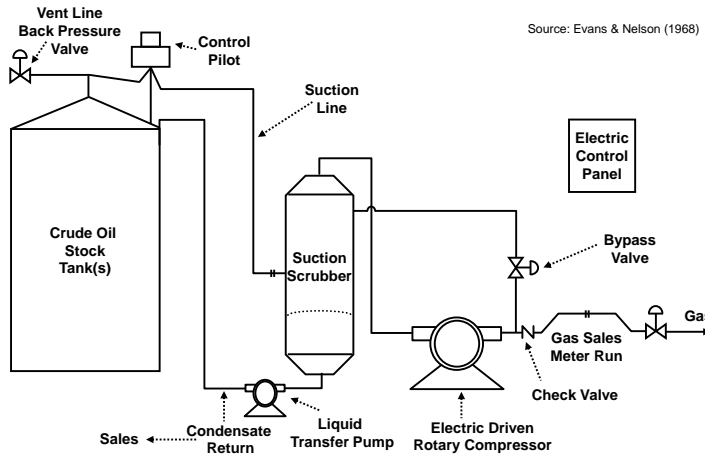 Vent Line
Back Pressure
Valve
Control
Pilot
Source: Evans & Nelson (1968)
Suction
Line
Electric
Control
Panel
Crude Oil
Stock
Tank(s)
Suction
Scrubber
Bypass
Valve
Gas
Gas Sales
Meter Run
Check Valve
Sales
Condensate
Return
Liquid
Transfer Pump
Electric Driven
Rotary Compressor